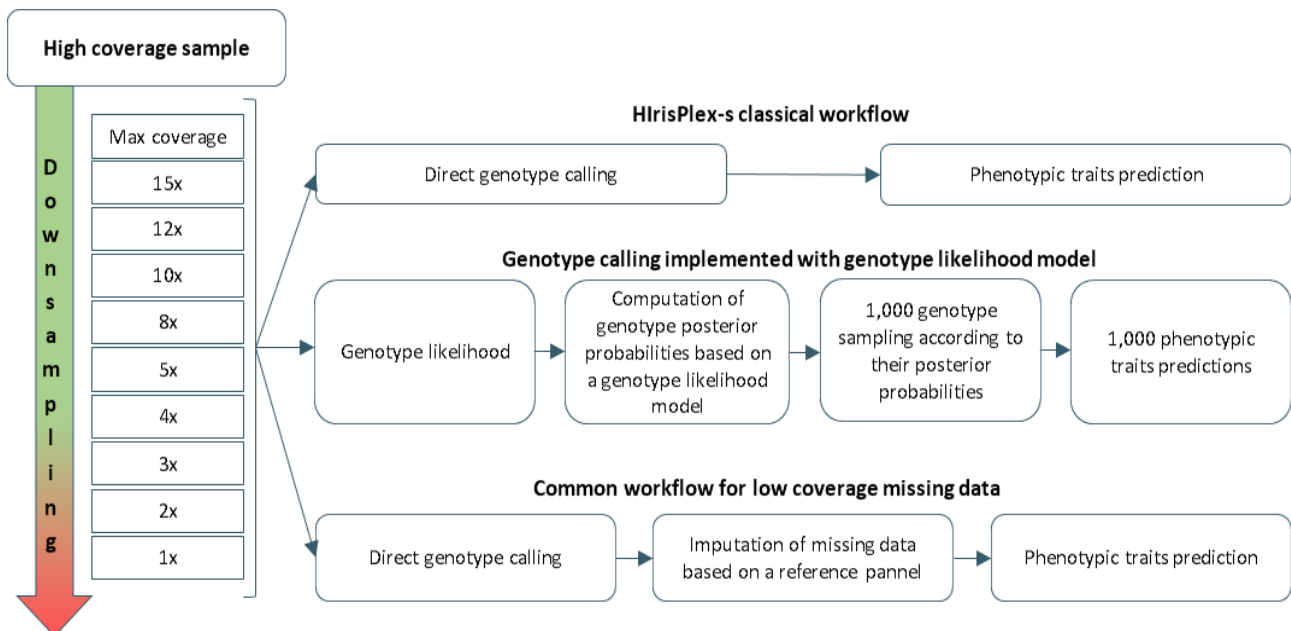 High coverage sample
Downsampling
Max coverage
15x
12x
10x
8x
5x
4x
3x
2x
1x
HIrisPlex-s classical workflow
Direct genotype calling
Phenotypic traits prediction
Genotype calling implemented with genotype likelihood model
Genotype likelihood
Computation of
genotype posterior
probabilities based on
a genotype likelihood
model
1,000 genotype
sampling according to
their posterior
probabilities
1,000 phenotypic
traits predictions
Common workflow for low coverage missing data
Direct genotype calling
Imputation of missing data
based on a reference pannel
Phenotypic traits prediction